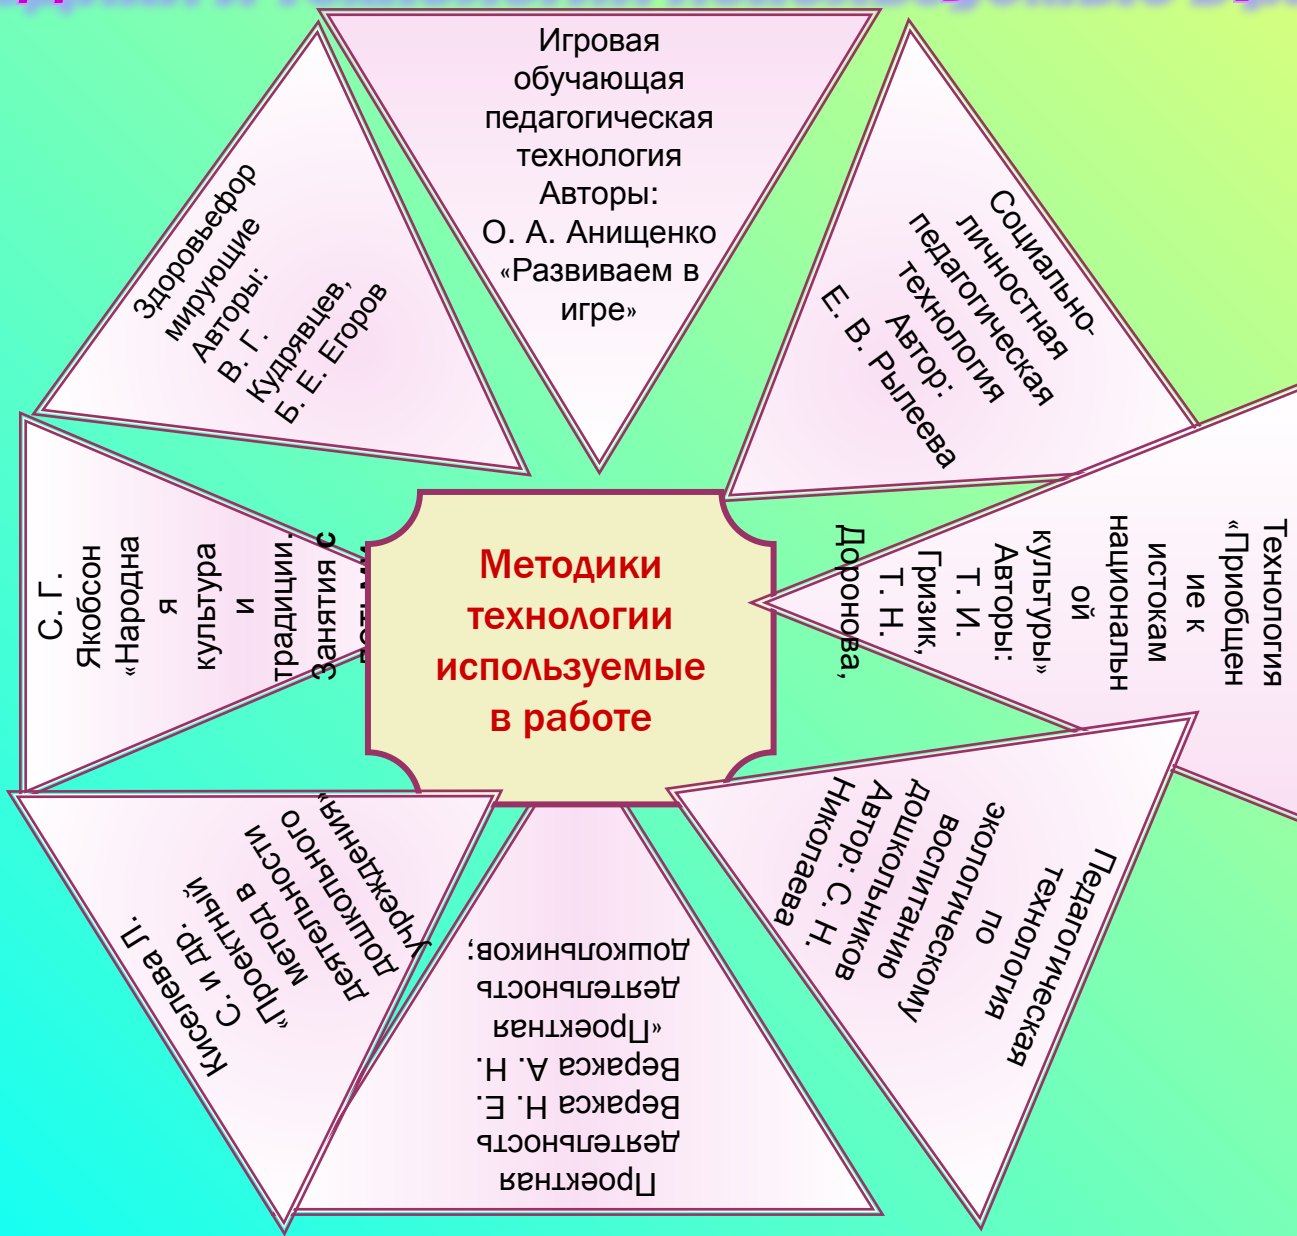 Игровая
обучающая
педагогическая
технология
Авторы:
О. А. Анищенко
«Развиваем в
игре»
Социально-
личностная
педагогическая
технология
Автор:
Е. В. Рылеева
Технология
«Приобщен
ие к
истокам
национальн
ой
культуры»
Авторы:
Т. И.
Гризик,
Т. Н.
Доронова,
Педагогическая
технология
по
экологическому
воспитанию
дошкольников
Автор: С. Н.
Николаева
Проектная
деятельность
Веракса Н. Е.
Веракса А. Н.
"Проектная
деятельность
дошкольников;
Киселева Л.
С. и др.
"Проектный
метод в
деятельности
дошкольного
учреждения"
С. Г.
Якобсон
«Народна
я
культура
и
традиции.
Занятия с
Здоровьефор
мирующие
Авторы:
В. Г.
Кудрявцев,
Б. Е. Егоров
Методики
технологии
используемые
в работе